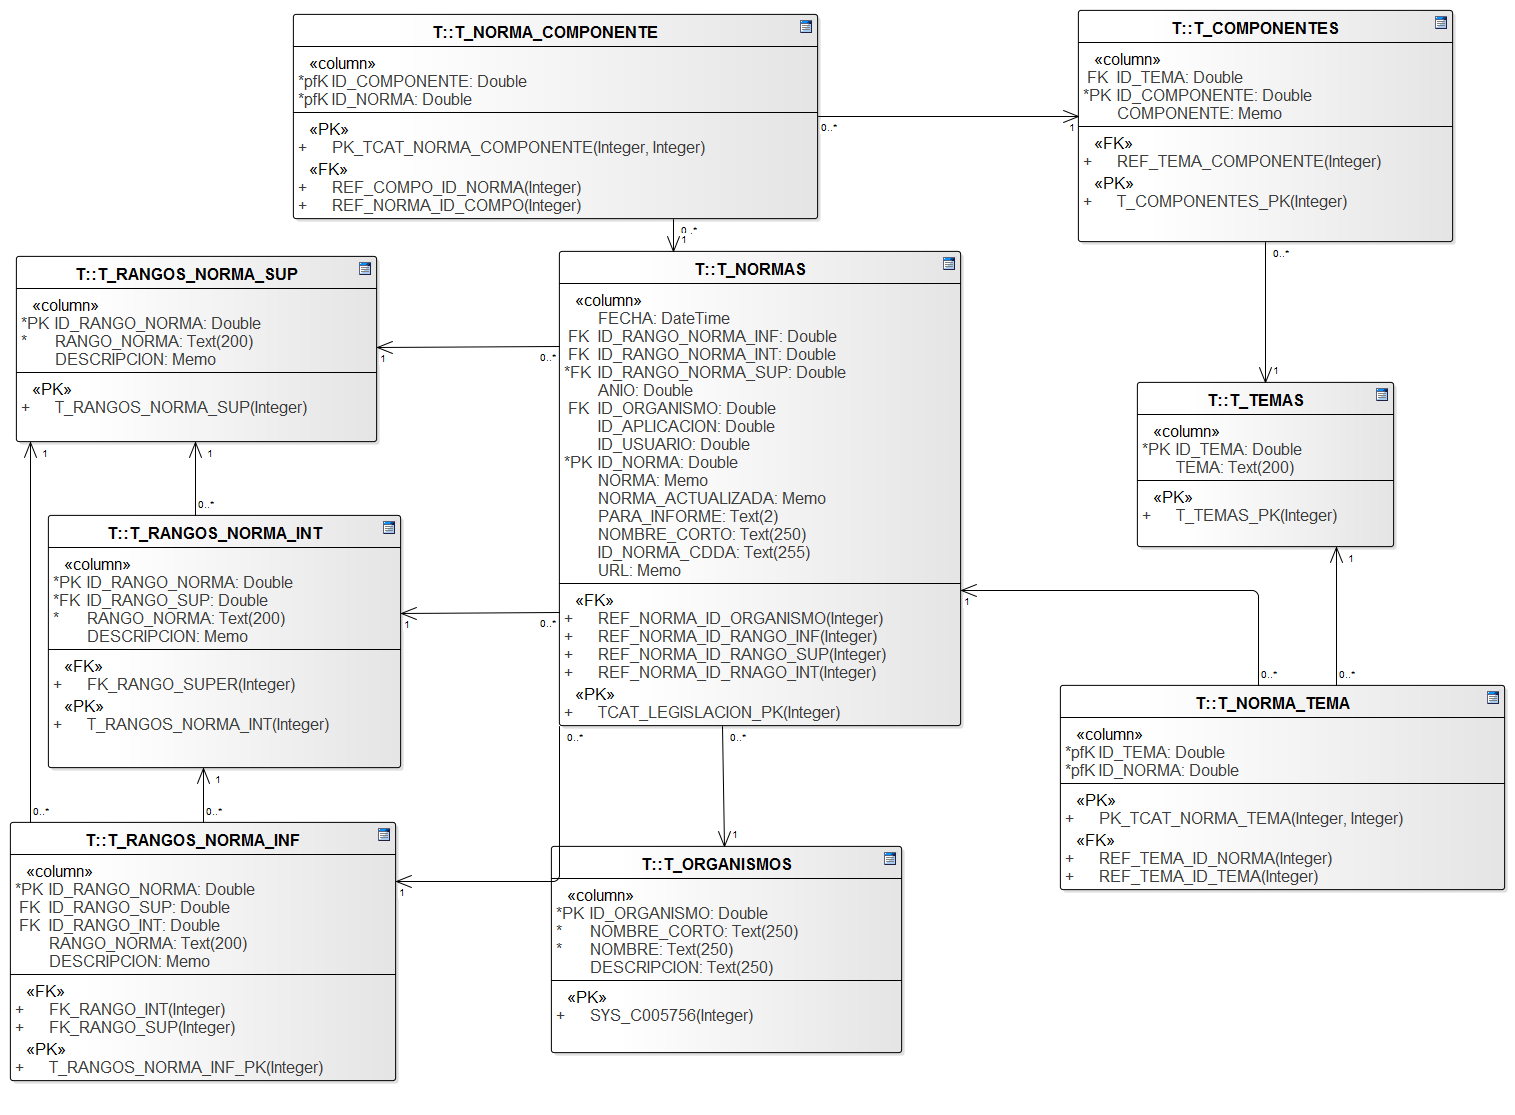 T::T_NORMA_COMPONENTE
«column»
*pfK ID_COMPONENTE: Double
*pfK ID_NORMA: Double
«PK»
+ PK_TCAT_NORMA_COMPONENTE(Integer, Integer)
«FK»
+ REF_COMPO_ID_NORMA(Integer)
+ REF_NORMA_ID_COMPO(Integer)
0..*
1
T::T_COMPONENTES
«column»
FK ID_TEMA: Double
*PK ID_COMPONENTE: Double
COMPONENTE: Memo
«FK»
+ REF_TEMA_COMPONENTE(Integer)
«PK»
+ T_COMPONENTES_PK(Integer)
0..*
1
0..*
1
T::T_RANGOS_NORMA_SUP
«column»
*PK ID_RANGO_NORMA: Double
* RANGO_NORMA: Text(200)
DESCRIPCION: Memo
«PK»
+ T_RANGOS_NORMA_SUP(Integer)
1
0..*
1
1
0..*
T::T_NORMAS
«column»
FECHA: DateTime
FK ID_RANGO_NORMA_INF: Double
FK ID_RANGO_NORMA_INT: Double
*FK ID_RANGO_NORMA_SUP: Double
ANIO: Double
FK ID_ORGANISMO: Double
ID_APLICACION: Double
ID_USUARIO: Double
*PK ID_NORMA: Double
NORMA: Memo
NORMA_ACTUALIZADA: Memo
PARA_INFORME: Text(2)
NOMBRE_CORTO: Text(250)
ID_NORMA_CDDA: Text(255)
URL: Memo
«FK»
+ REF_NORMA_ID_ORGANISMO(Integer)
+ REF_NORMA_ID_RANGO_INF(Integer)
+ REF_NORMA_ID_RANGO_SUP(Integer)
+ REF_NORMA_ID_RNAGO_INT(Integer)
«PK»
+ TCAT_LEGISLACION_PK(Integer)
T::T_TEMAS
«column»
*PK ID_TEMA: Double
TEMA: Text(200)
«PK»
+ T_TEMAS_PK(Integer)
1
0..*
1
0..*
T::T_RANGOS_NORMA_INT
«column»
*PK ID_RANGO_NORMA: Double
*FK ID_RANGO_SUP: Double
* RANGO_NORMA: Text(200)
DESCRIPCION: Memo
«FK»
+ FK_RANGO_SUPER(Integer)
«PK»
+ T_RANGOS_NORMA_INT(Integer)
1
0..*
1
0..*
0..*
T::T_NORMA_TEMA
«column»
*pfK ID_TEMA: Double
*pfK ID_NORMA: Double
«PK»
+ PK_TCAT_NORMA_TEMA(Integer, Integer)
«FK»
+ REF_TEMA_ID_NORMA(Integer)
+ REF_TEMA_ID_TEMA(Integer)
T::T_RANGOS_NORMA_INF
«column»
*PK ID_RANGO_NORMA: Double
FK ID_RANGO_SUP: Double
FK ID_RANGO_INT: Double
RANGO_NORMA: Text(200)
DESCRIPCION: Memo
«FK»
+ FK_RANGO_INT(Integer)
+ FK_RANGO_SUP(Integer)
«PK»
+ T_RANGOS_NORMA_INF_PK(Integer)
0..*
0..*
1
1
T::T_ORGANISMOS
«column»
*PK ID_ORGANISMO: Double
* NOMBRE_CORTO: Text(250)
* NOMBRE: Text(250)
DESCRIPCION: Text(250)
«PK»
+ SYS_C005756(Integer)